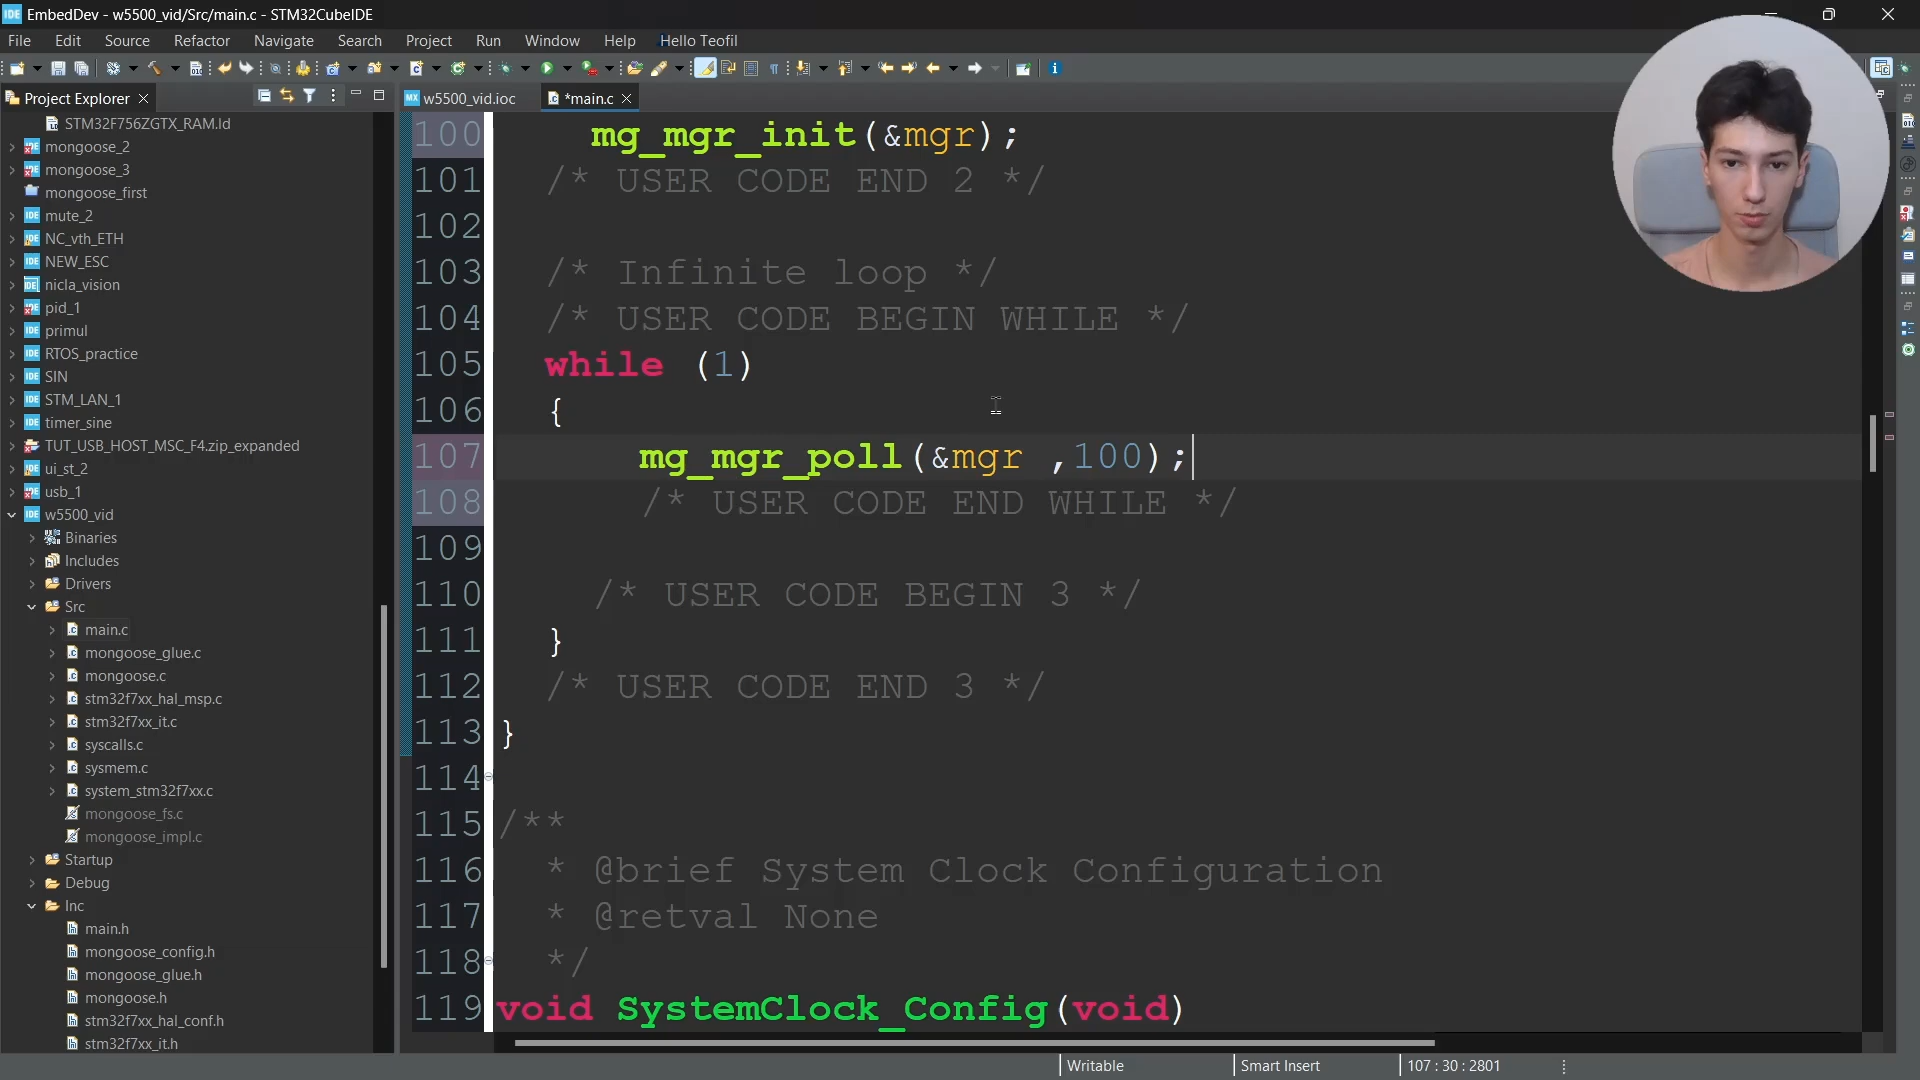 IDE EmbedDev - w5500_vid/Src/main.c - STM32CubeIDE
File Edit Source Refactor Navigate Search Project Run Window Help Hello Teofil
Project Explorer
w5500_vid.ioc
*main.c
STM32F756ZGTX_RAM.ld
mongoose_2
mongoose_3
mongoose_first
mute_2
NC_vth_ETH
NEW_ESC
nicla_vision
pid_1
primul
RTOS_practice
SIN
STM_LAN_1
timer_sine
TUT_USB_HOST_MSC_F4.zip_expanded
ui_st_2
usb_1
w5500_vid
Binaries
Includes
Drivers
Src
main.c
mongoose_glue.c
mongoose.c
stm32f7xx_hal_msp.c
stm32f7xx_it.c
syscalls.c
sysmem.c
system_stm32f7xx.c
mongoose_fs.c
mongoose_impl.c
Startup
Debug
Inc
main.h
mongoose_config.h
mongoose_glue.h
mongoose.h
stm32f7xx_hal_conf.h
stm32f7xx_it.h
100 mg_mgr_init(&mgr);
101 /* USER CODE END 2 */
102
103 /* Infinite loop */
104 /* USER CODE BEGIN WHILE */
105 while (1)
106 {
107 mg_mgr_poll(&mgr ,100);
108 /* USER CODE END WHILE */
109
110 /* USER CODE BEGIN 3 */
111 }
112 /* USER CODE END 3 */
113 }
114
115 /**
116 * @brief System Clock Configuration
117 * @retval None
118 */
119 void SystemClock_Config(void)
Writable
Smart Insert
107 : 30 : 2801